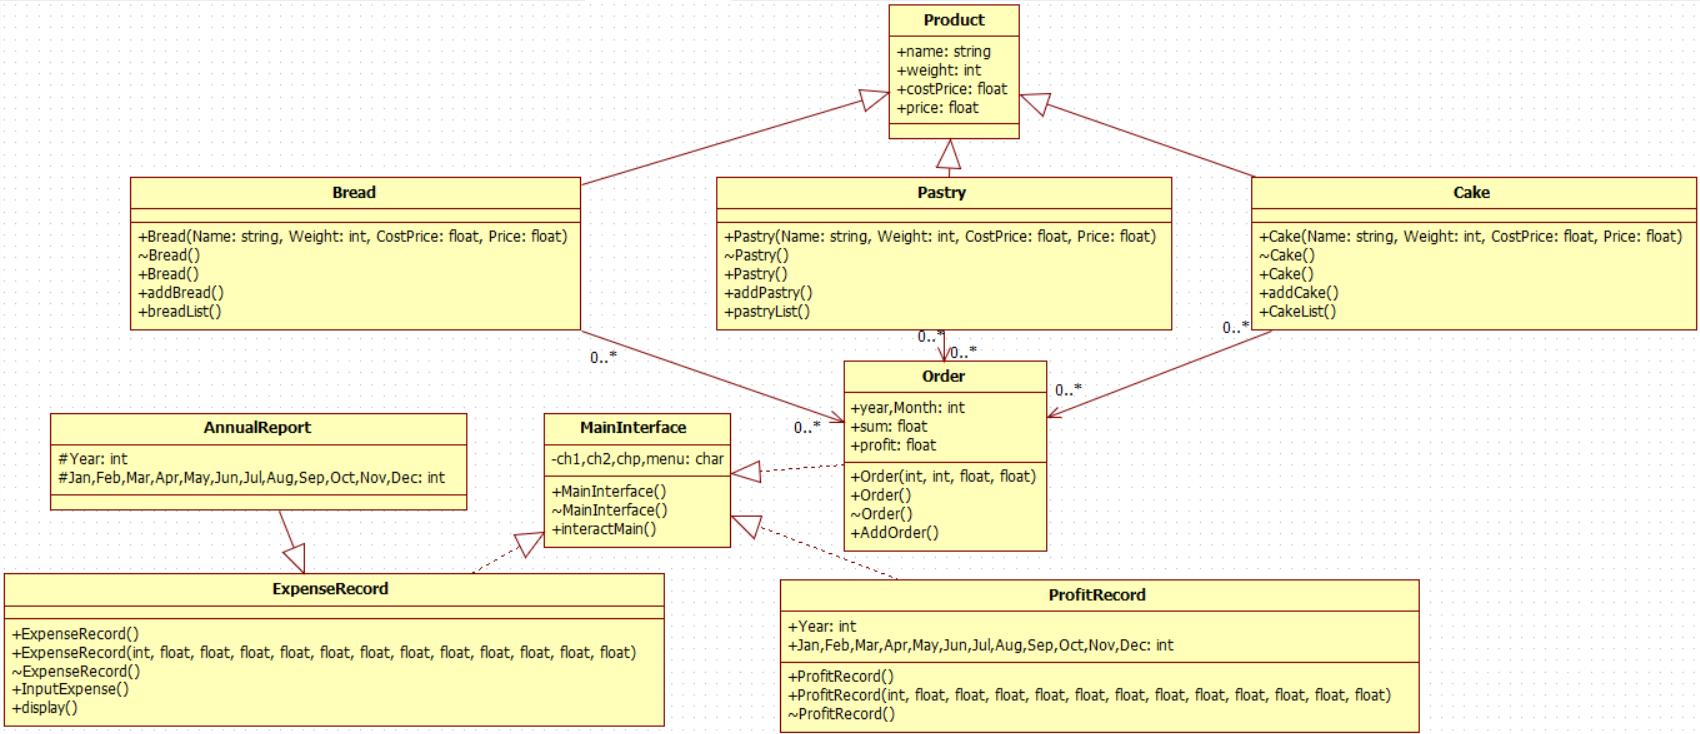 Product
+name: string
+weight: int
+costPrice: float
+price: float
Bread
+Bread(Name: string, Weight: int, CostPrice: float, Price: float)
~Bread()
+Bread()
+addBread()
+breadList()
Pastry
+Pastry(Name: string, Weight: int, CostPrice: float, Price: float)
~Pastry()
+Pastry()
+addPastry()
+pastryList()
Cake
+Cake(Name: string, Weight: int, CostPrice: float, Price: float)
~Cake()
+Cake()
+addCake()
+CakeList()
0..*
0..*
0..*
0..*
0..*
0..*
Order
+year,Month: int
+sum: float
+profit: float
+Order(int, int, float, float)
+Order()
~Order()
+AddOrder()
AnnualReport
#Year: int
#Jan,Feb,Mar,Apr,May,Jun,Jul,Aug,Sep,Oct,Nov,Dec: int
MainInterface
-ch1,ch2,chp,menu: char
+MainInterface()
~MainInterface()
+interactMain()
ExpenseRecord
+ExpenseRecord()
+ExpenseRecord(int, float, float, float, float, float, float, float, float, float, float, float, float)
~ExpenseRecord()
+InputExpense()
+display()
ProfitRecord
+Year: int
+Jan,Feb,Mar,Apr,May,Jun,Jul,Aug,Sep,Oct,Nov,Dec: int
+ProfitRecord()
+ProfitRecord(int, float, float, float, float, float, float, float, float, float, float, float, float)
~ProfitRecord()